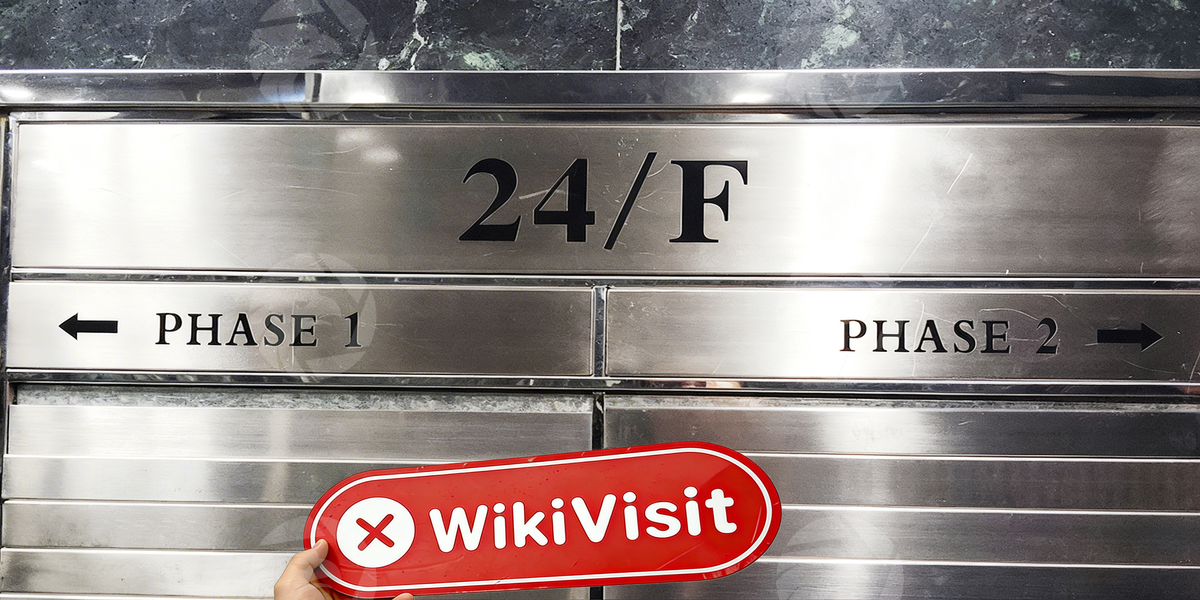 24/F
PHASE 1
PHASE 2
WikiVisit